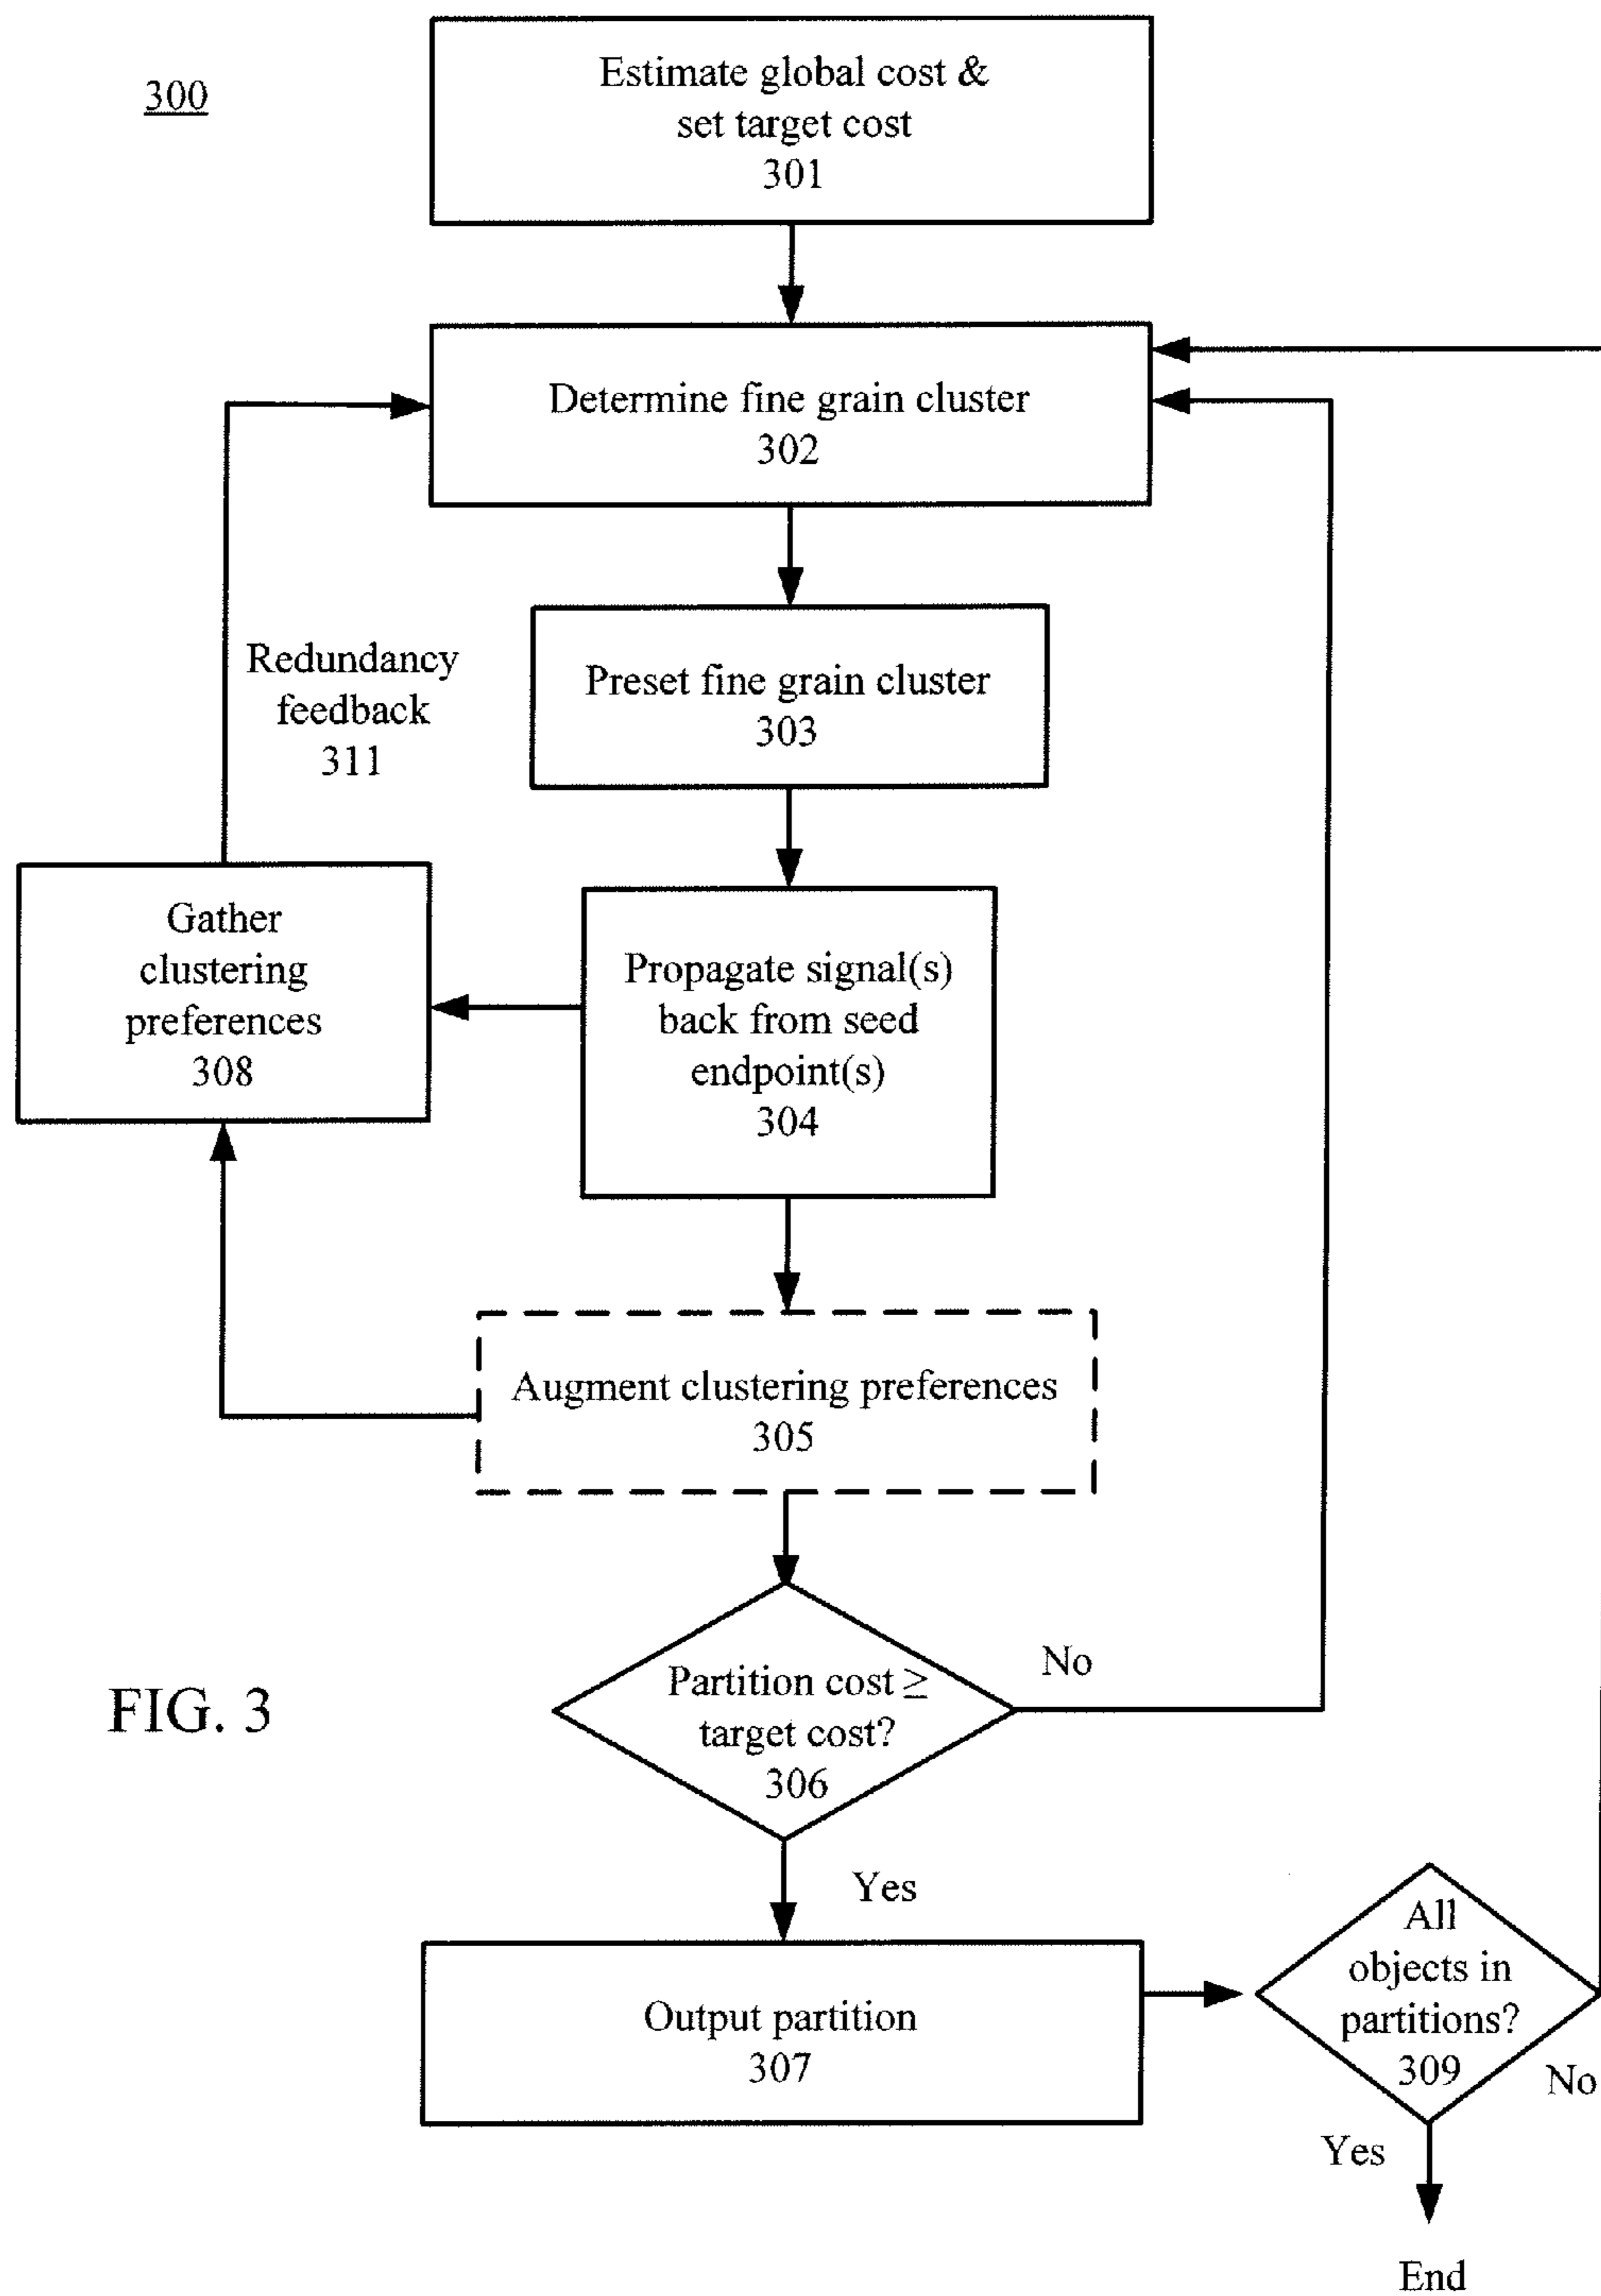 300
Estimate global cost &
set target cost
301
Determine fine grain cluster
302
Redundancy
feedback
311
Preset fine grain cluster
303
Gather
clustering
preferences
308
Propagate signal(s)
back from seed
endpoint(s)
304
Augment clustering preferences
305
FIG. 3
Partition cost ≥
target cost?
306
No
Yes
Output partition
307
All
objects in
partitions?
309
No
Yes
End